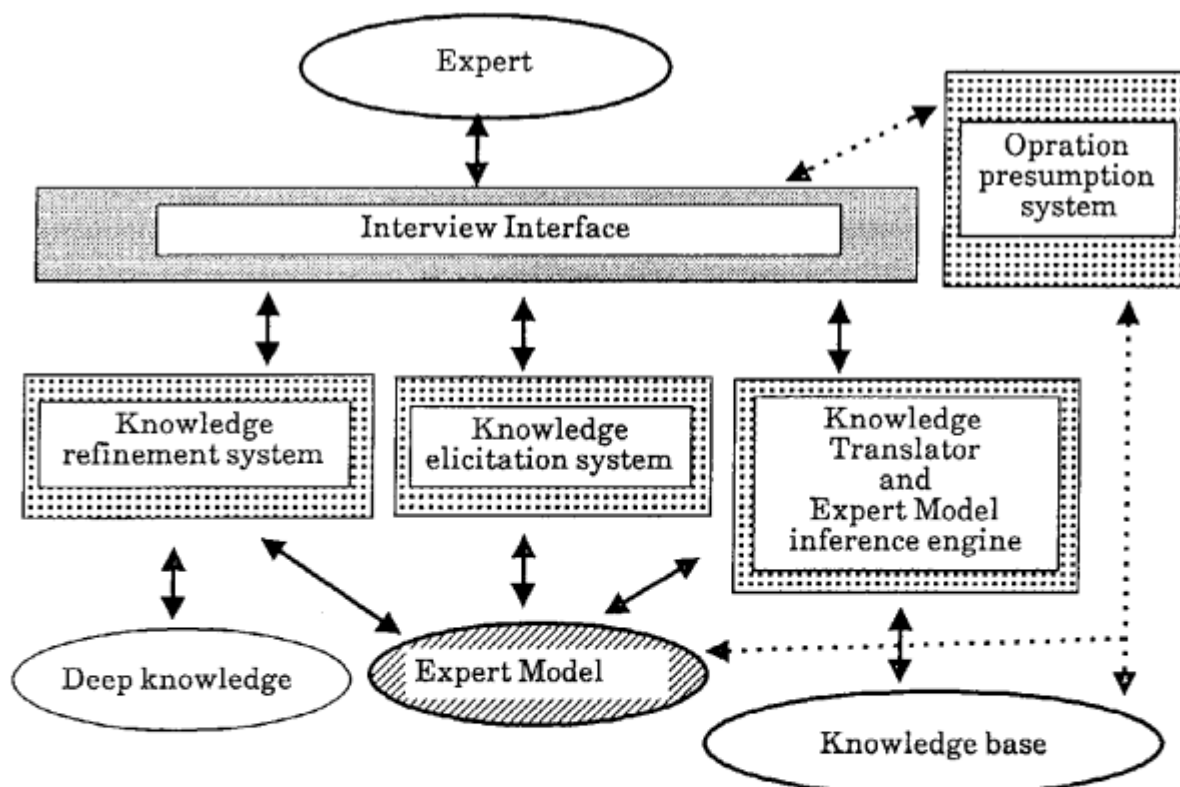 Expert
Opration
presumption
system
Interview Interface
Knowledge
refinement system
Knowledge
elicitation system
Knowledge
Translator
and
Expert Model
inference engine
Deep knowledge
Expert Model
Knowledge base